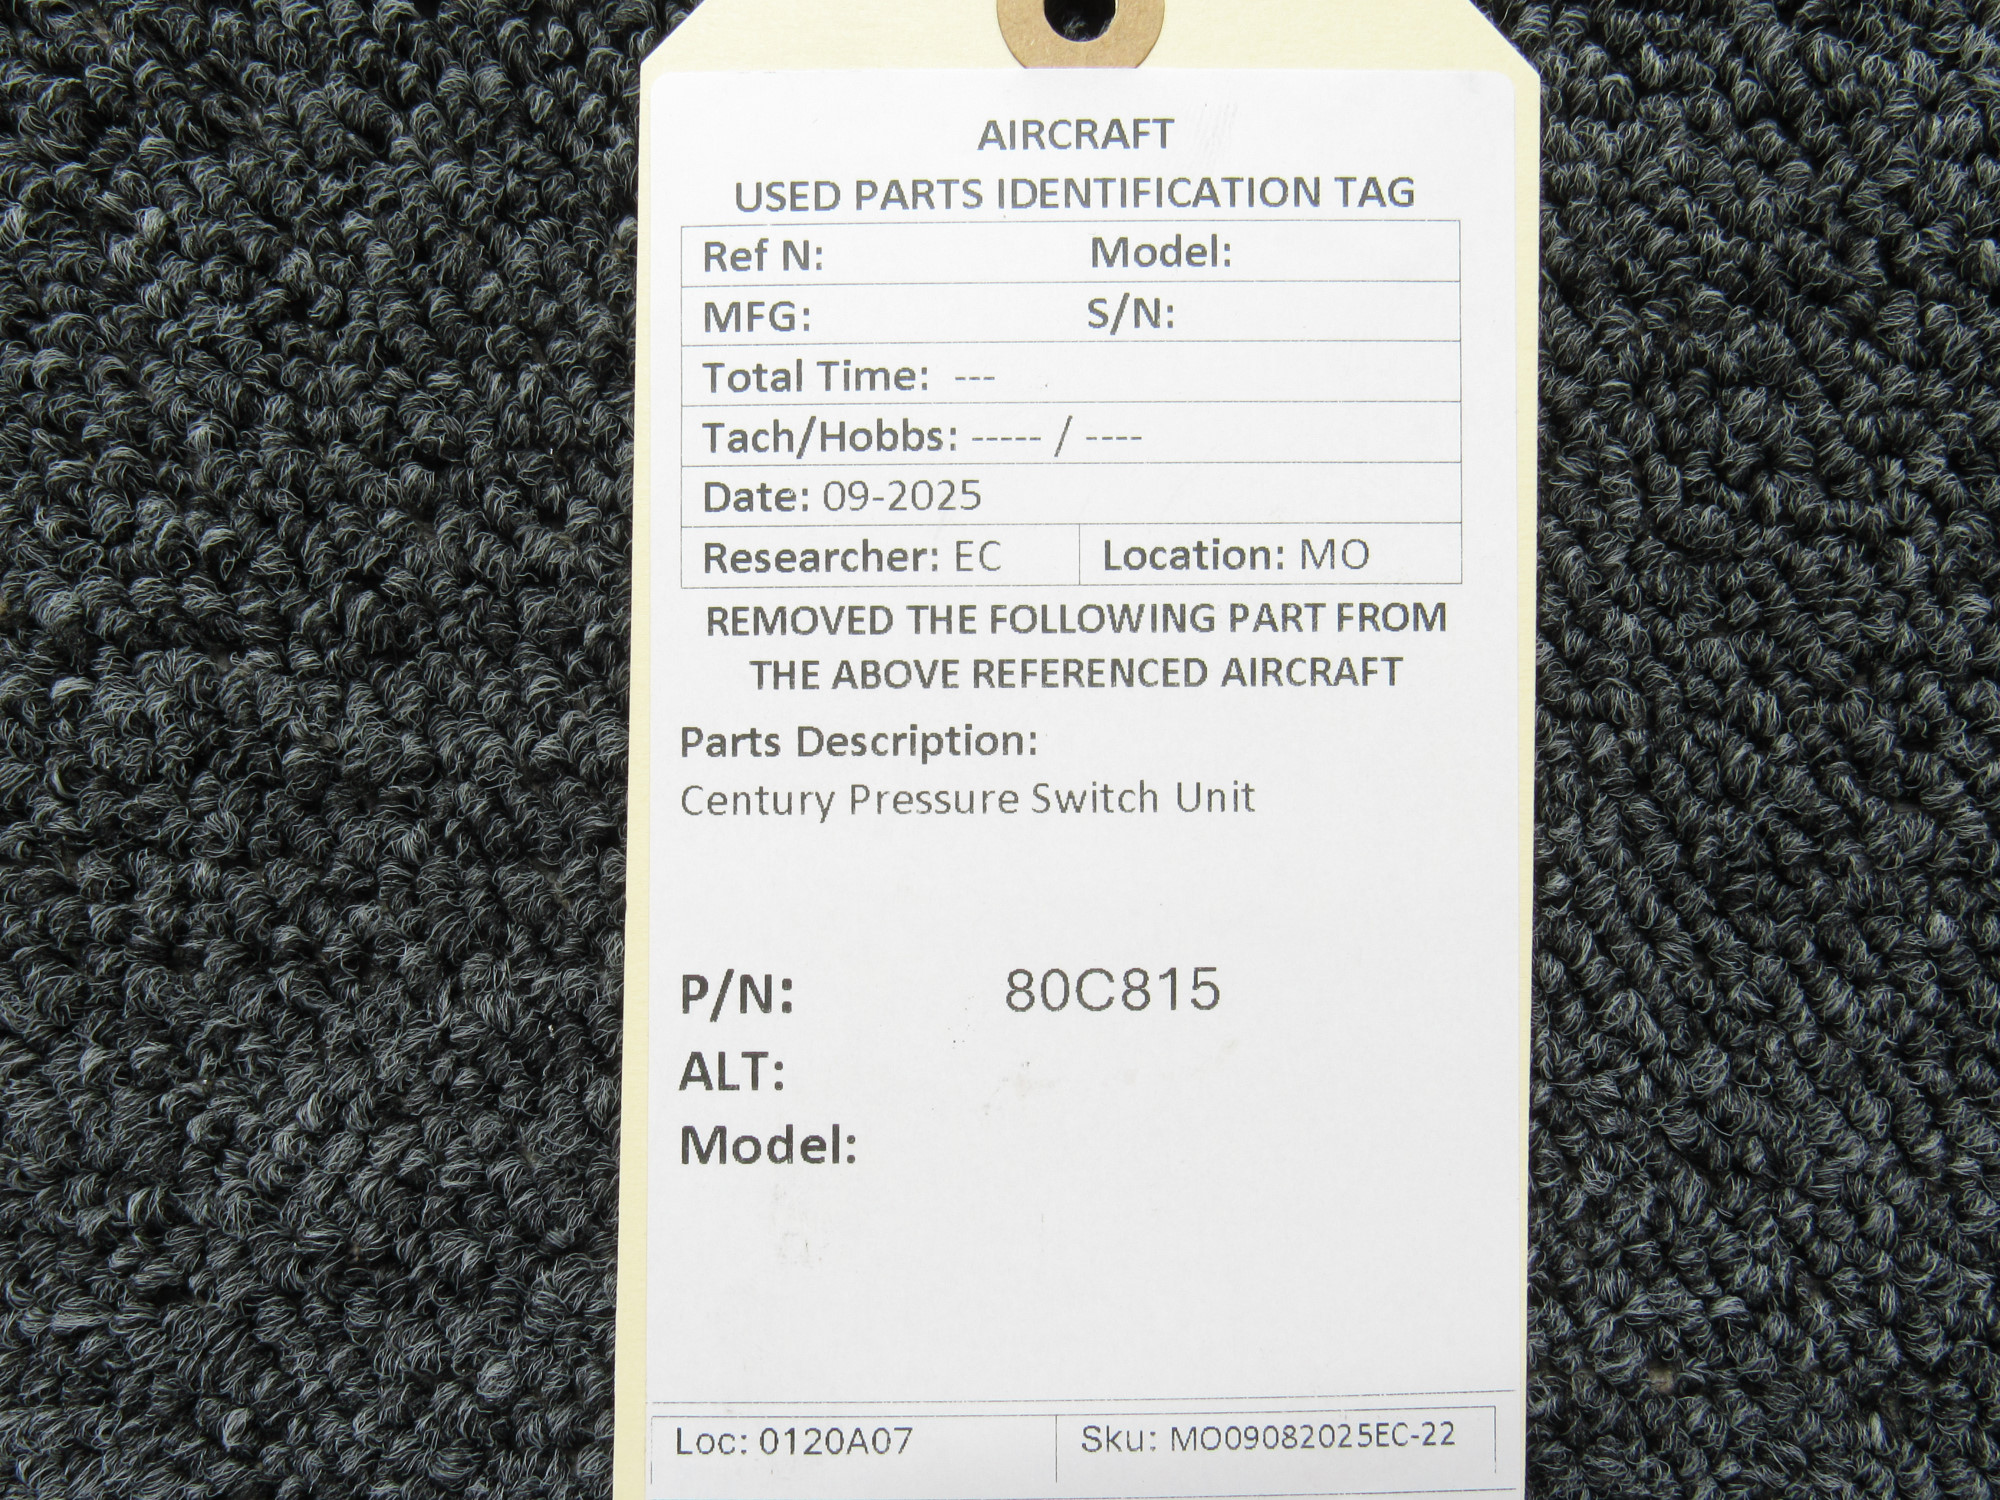 AIRCRAFT
USED PARTS IDENTIFICATION TAG
Ref N: Model:
MFG: S/N:
Total Time: ---
Tach/Hobbs: ----- / ----
Date: 09-2025
Researcher: EC Location: MO
REMOVED THE FOLLOWING PART FROM
THE ABOVE REFERENCED AIRCRAFT
Parts Description:
Century Pressure Switch Unit
P/N: 80C815
ALT:
Model:
Loc: 0120A07 Sku: MO09082025EC-22